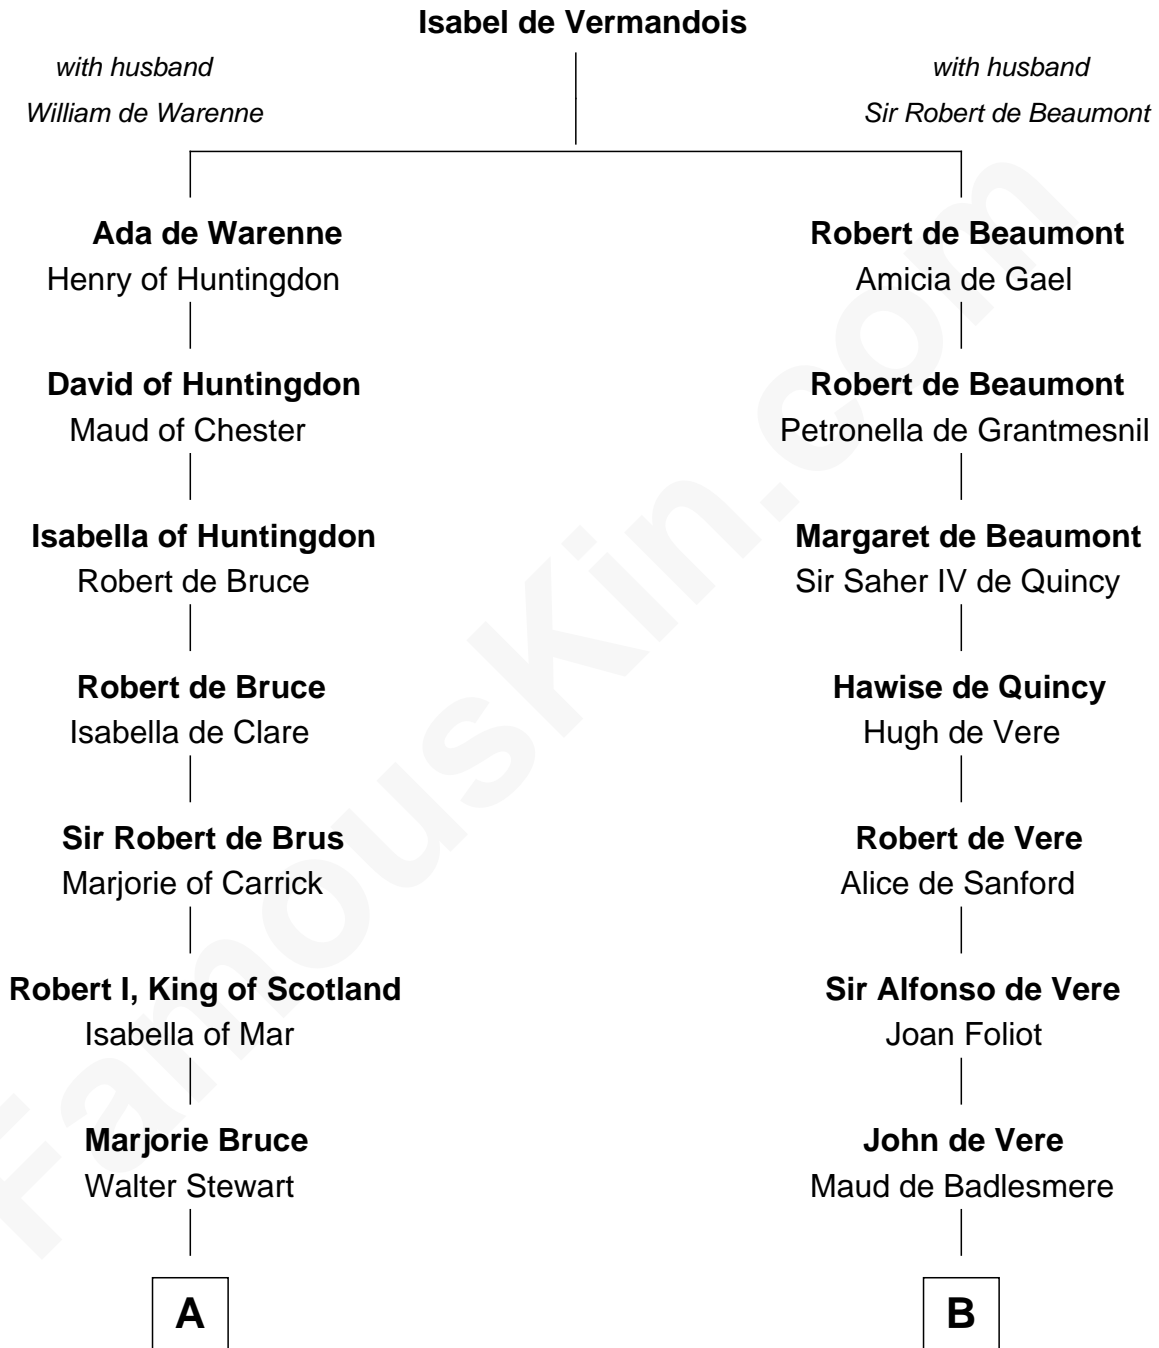 Isabel de Vermandois
with husband
William de Warenne
with husband
Sir Robert de Beaumont
Ada de Warenne
Henry of Huntingdon
David of Huntingdon
Maud of Chester
Isabella of Huntingdon
Robert de Bruce
Robert de Bruce
Isabella de Clare
Sir Robert de Brus
Marjorie of Carrick
Robert I, King of Scotland
Isabella of Mar
Marjorie Bruce
Walter Stewart
A
Robert de Beaumont
Amicia de Gael
Robert de Beaumont
Petronella de Grantmesnil
Margaret de Beaumont
Sir Saher IV de Quincy
Hawise de Quincy
Hugh de Vere
Robert de Vere
Alice de Sanford
Sir Alfonso de Vere
Joan Foliot
John de Vere
Maud de Badlesmere
B
FamousKin.com